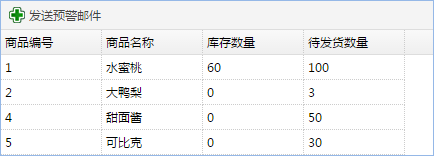 发送预警邮件
商品编号 商品名称 库存数量 待发货数量
1 水蜜桃 60 100
2 大鸭梨 0 3
4 甜面酱 0 50
5 可比克 0 30